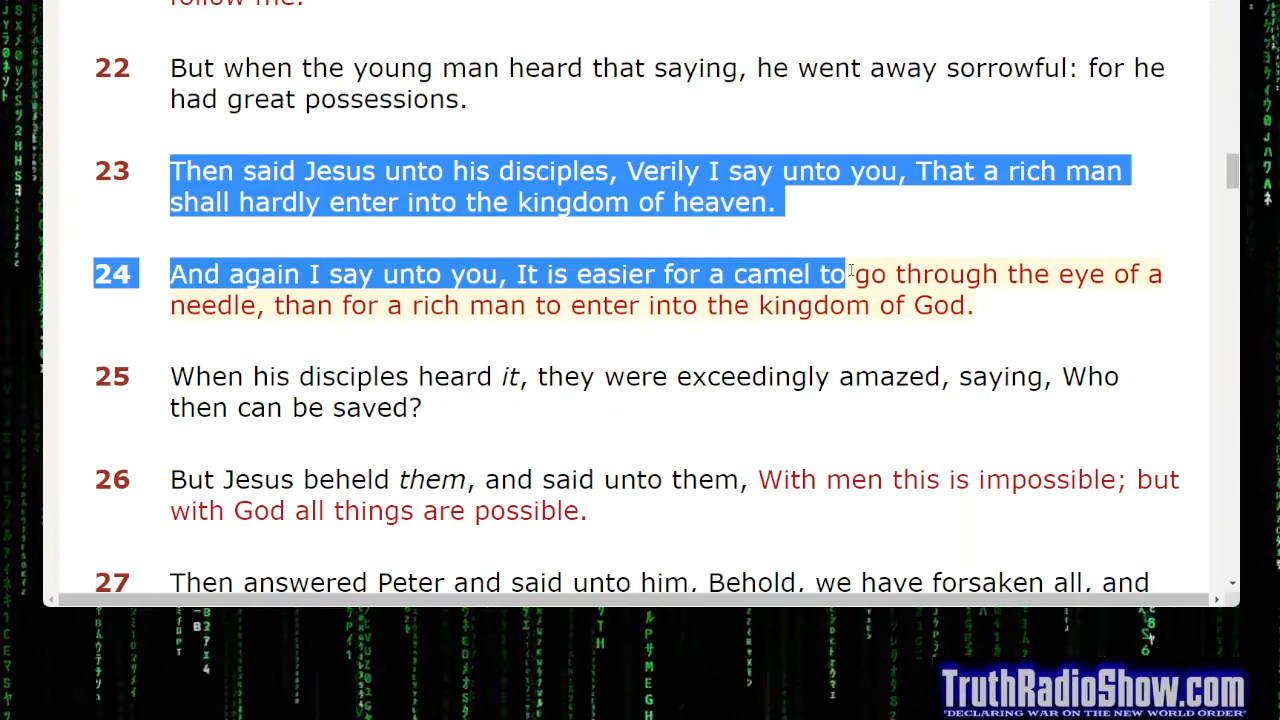 follow me.
22 But when the young man heard that saying, he went away sorrowful: for he
had great possessions.
23 Then said Jesus unto his disciples, Verily I say unto you, That a rich man
shall hardly enter into the kingdom of heaven.
24 And again I say unto you, It is easier for a camel to go through the eye of a
needle, than for a rich man to enter into the kingdom of God.
25 When his disciples heard it, they were exceedingly amazed, saying, Who
then can be saved?
26 But Jesus beheld them, and said unto them, With men this is impossible; but
with God all things are possible.
27 Then answered Peter and said unto him, Behold, we have forsaken all, and
TruthRadioShow.com
"DECLARING WAR ON THE NEW WORLD ORDER"